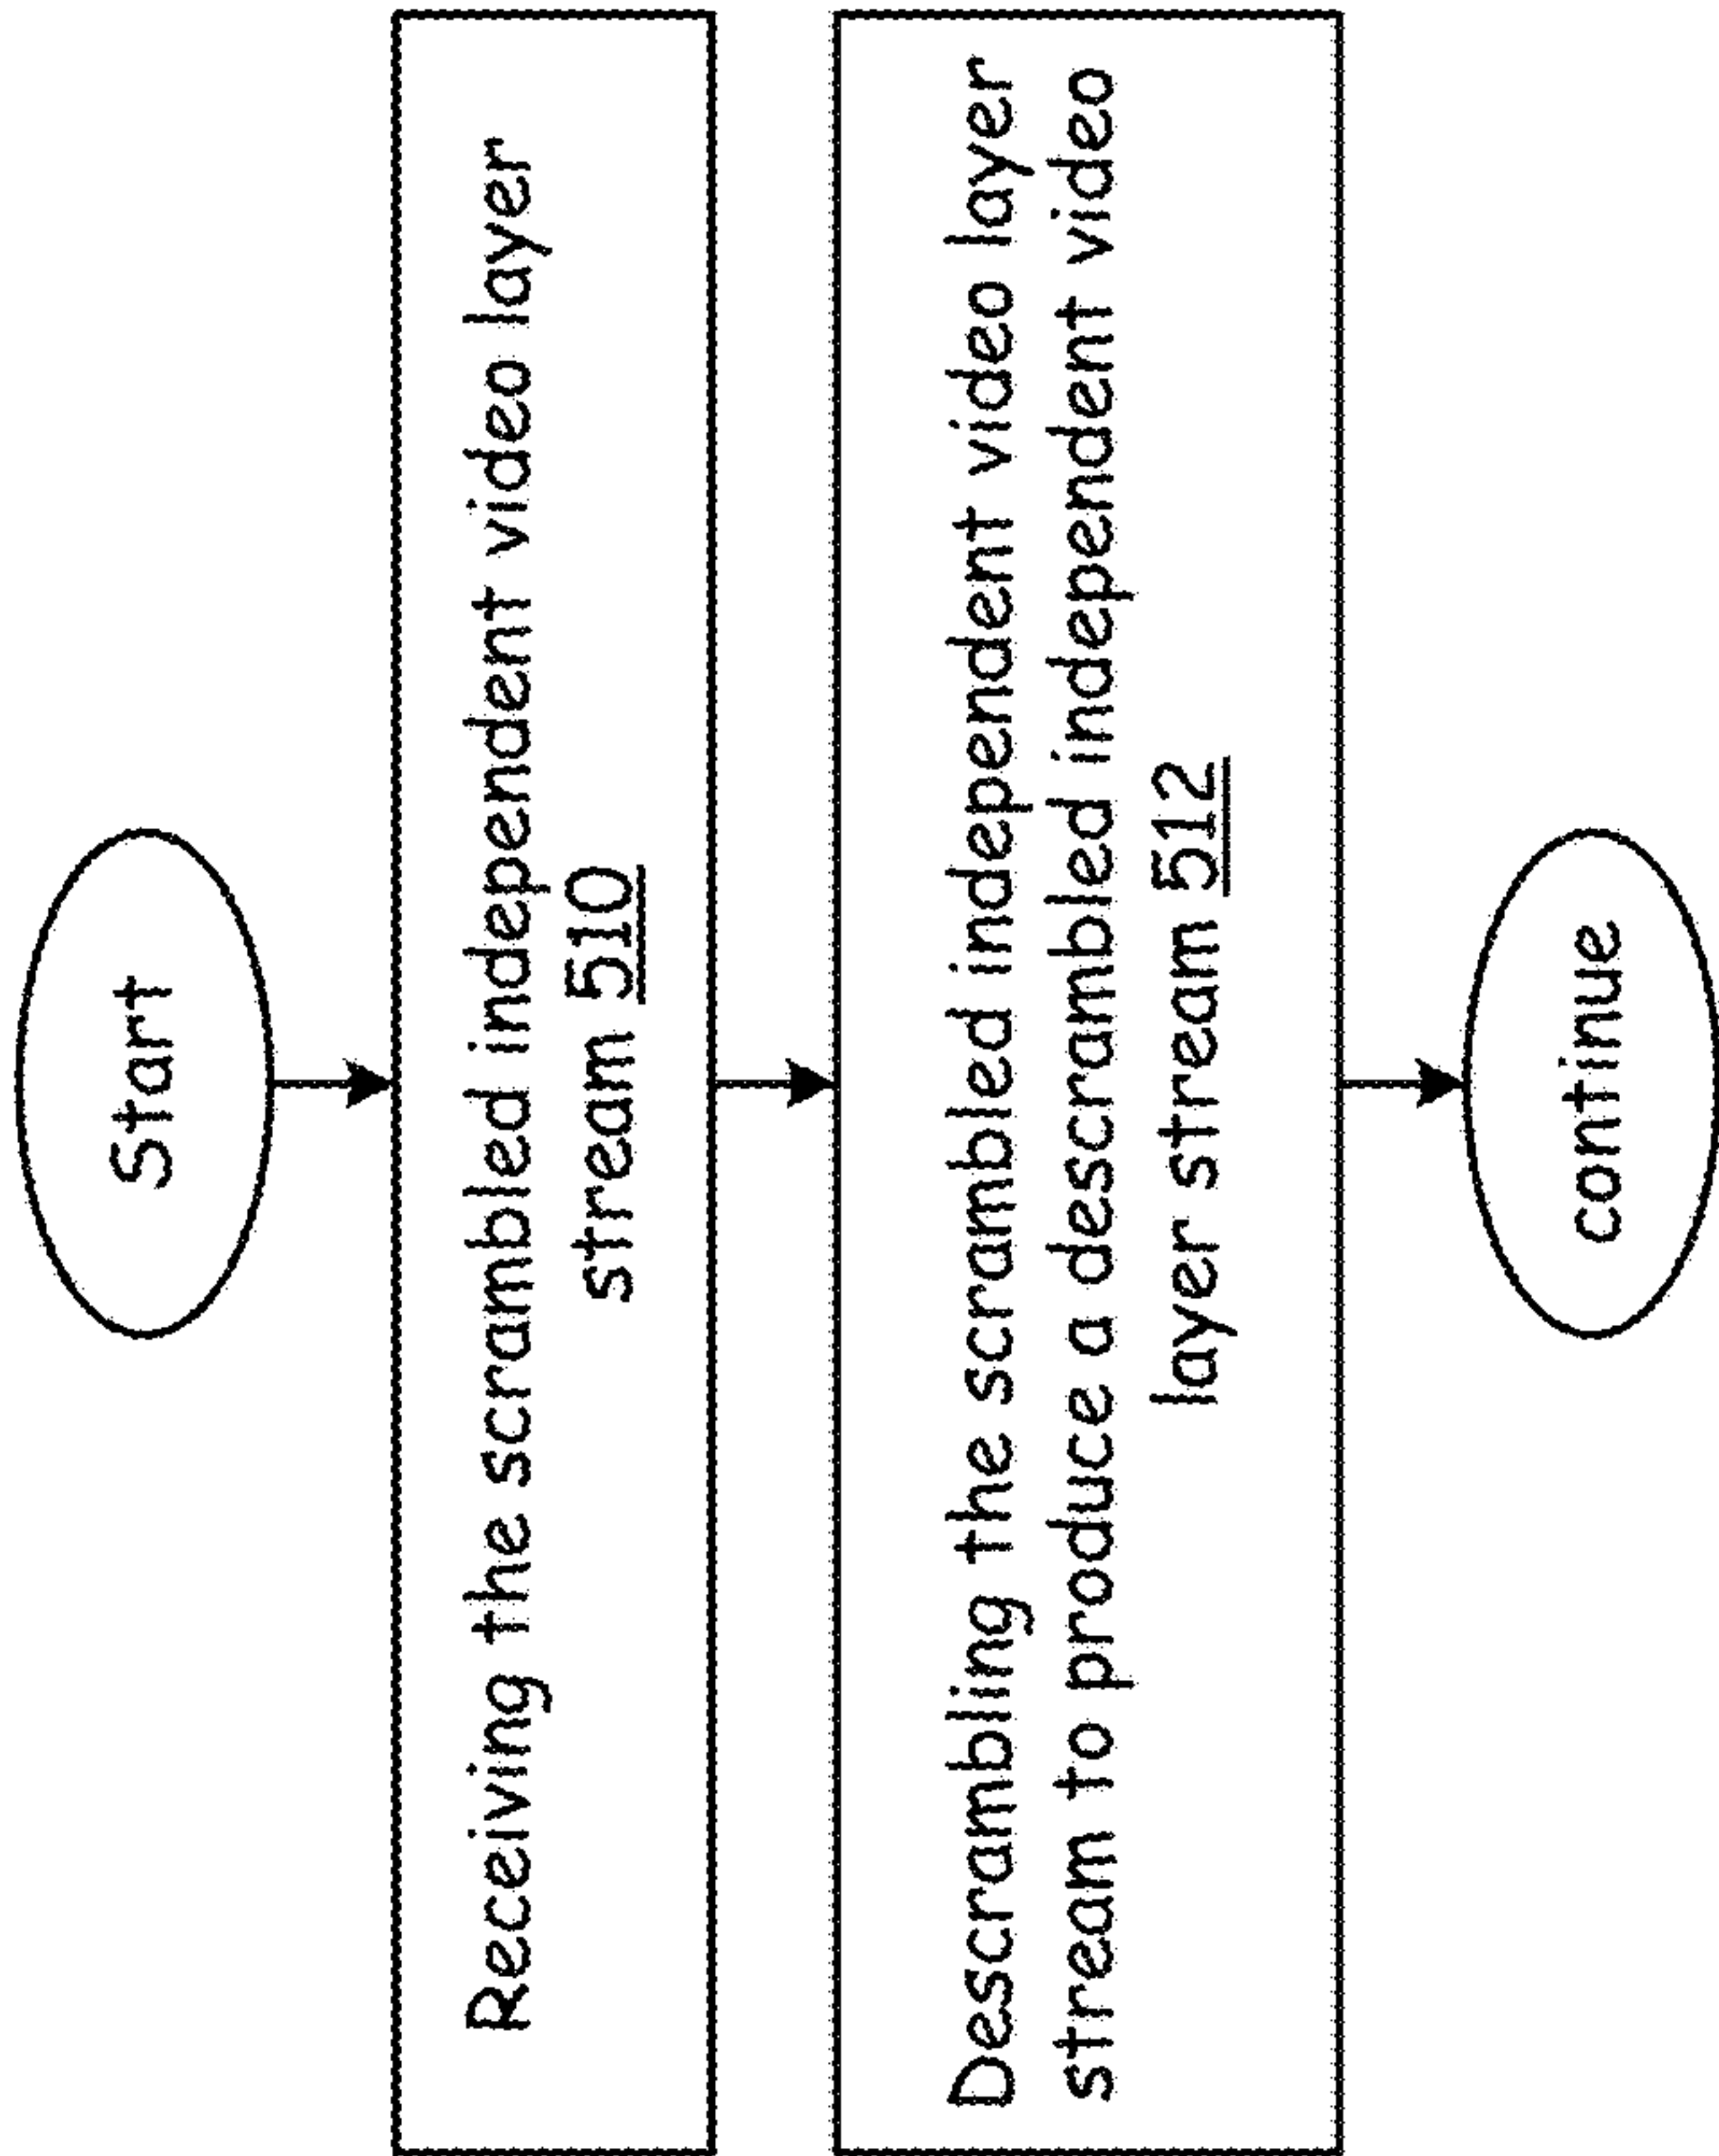 Start
Receiving the scrambled independent video layer
stream 510
Descrambling the scrambled independent video layer
stream to produce a descrambled independent video
layer stream 512
continue